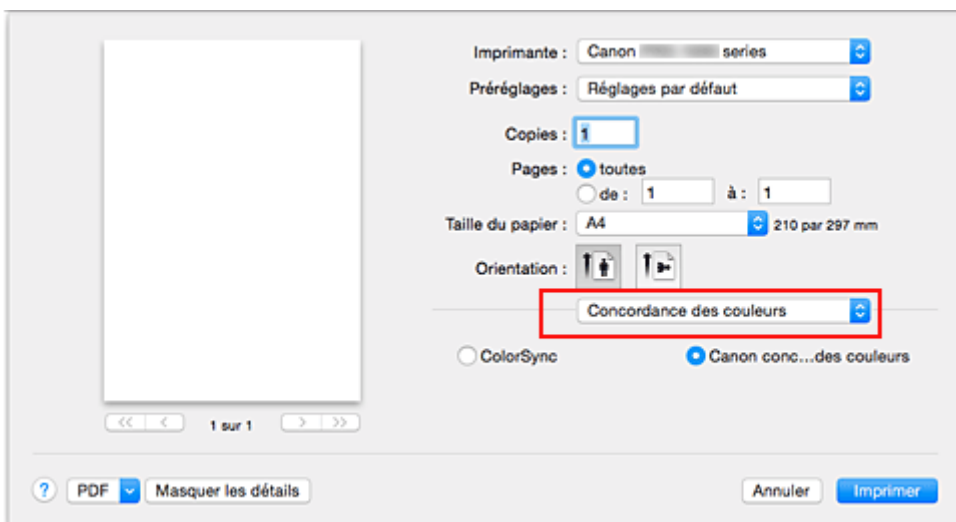 Imprimante : Canon series
Préréglages : Réglages par défaut
Copies : 1
Pages : toutes
de : 1 à : 1
Taille du papier : A4 210 par 297 mm
Orientation :
Concordance des couleurs
ColorSync Canon conc...des couleurs
<< < 1 sur 1 > >>
? PDF Masquer les détails Annuler Imprimer